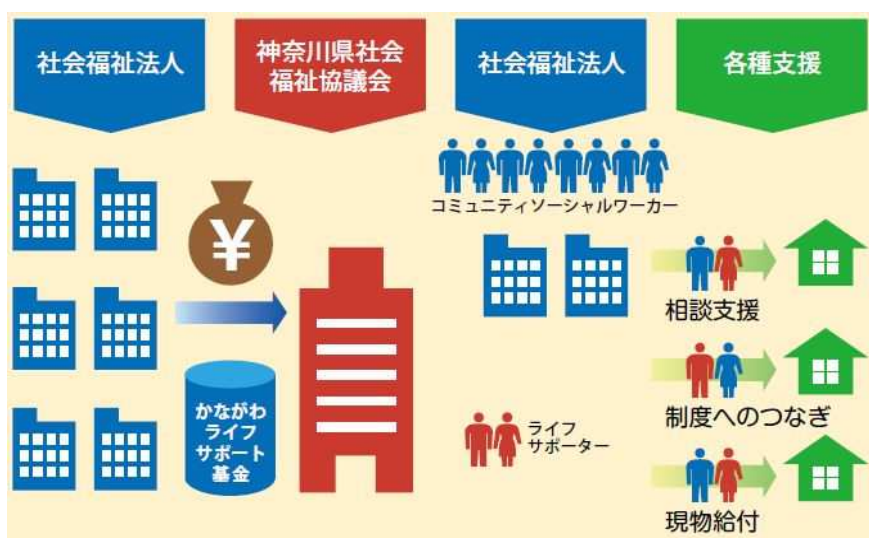 社会福祉法人
神奈川県社会
福祉協議会
社会福祉法人
各種支援
コミュニティソーシャルワーカー
¥
かながわ
ライフ
サポート
基金
ライフ
サポーター
相談支援
制度へのつなぎ
現物給付